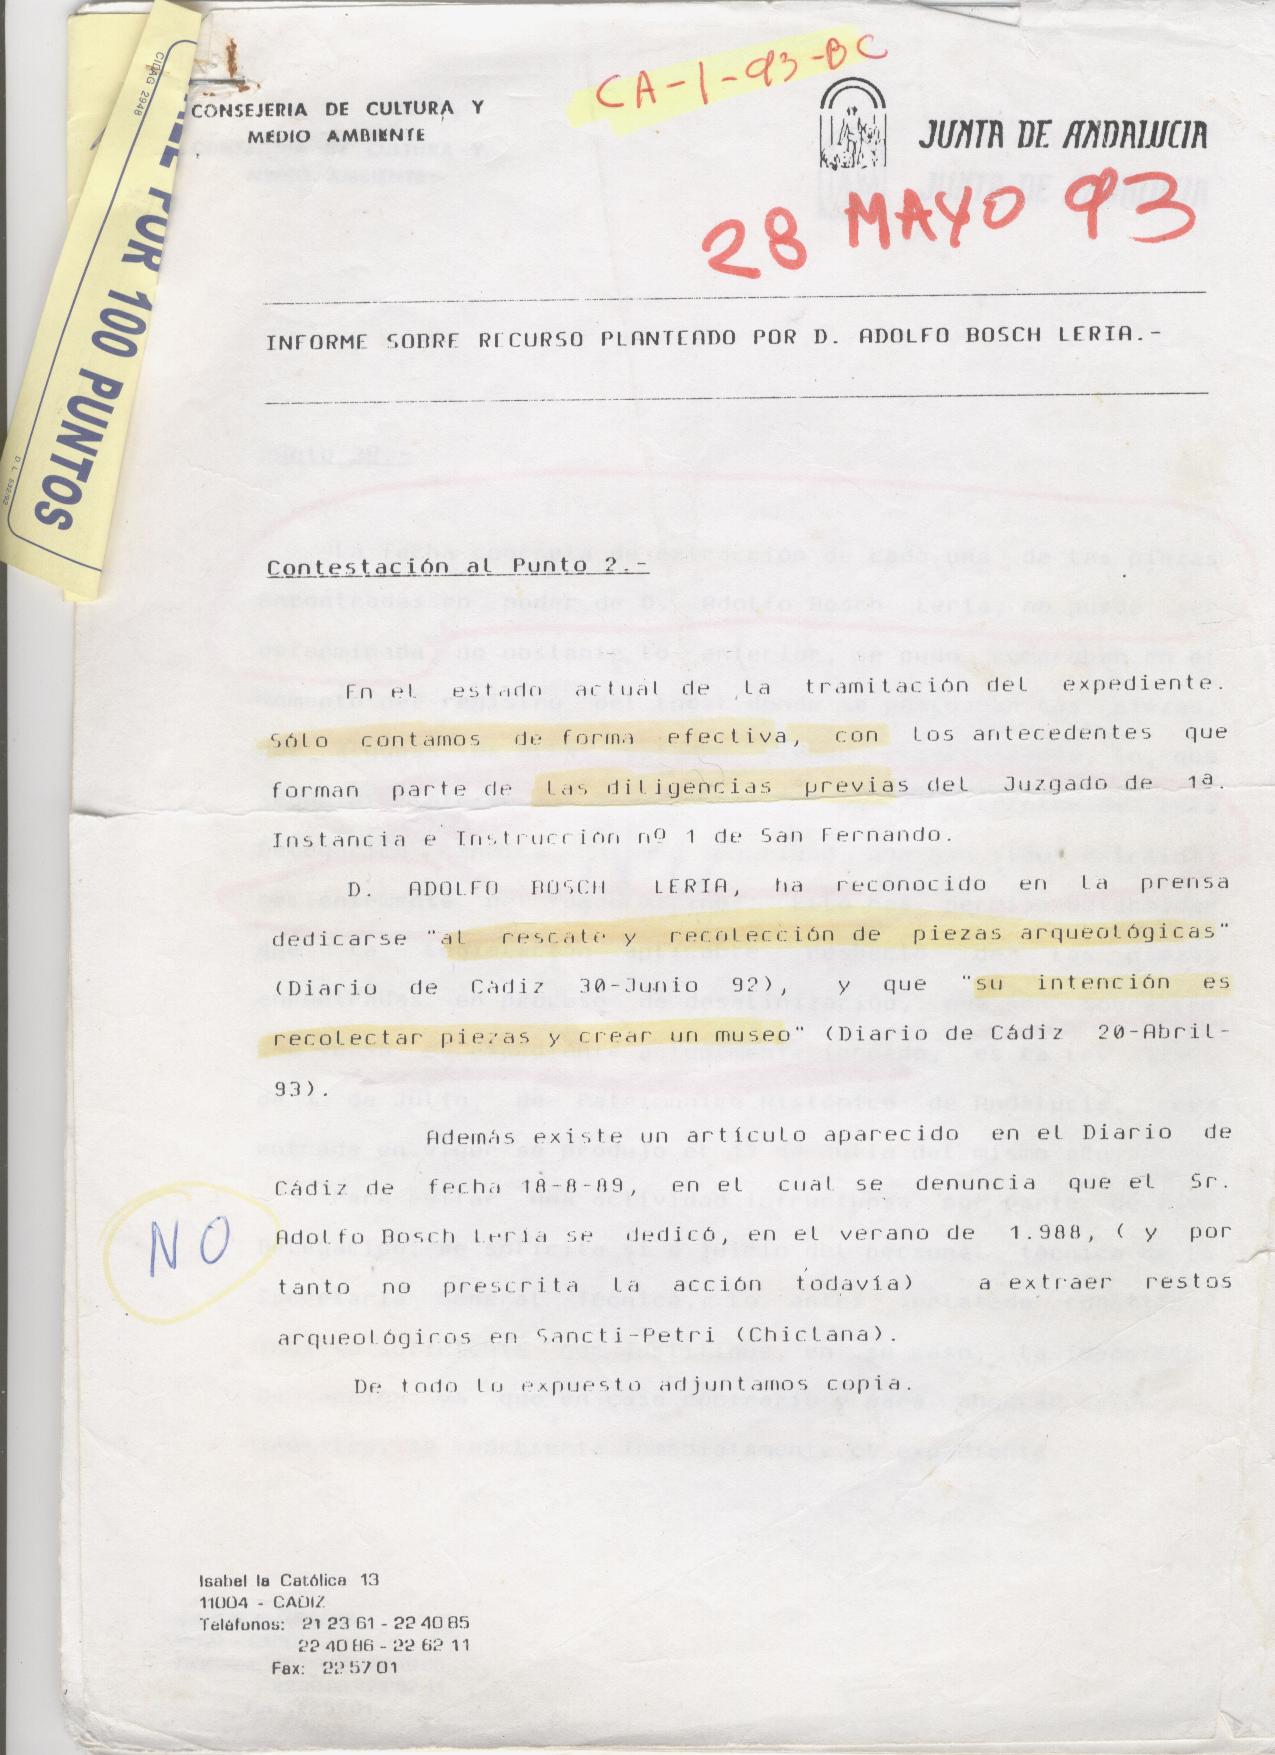 CA-1-93-BC
CONSEJERIA DE CULTURA Y
MEDIO AMBIENTE
JUNTA DE ANDALUCIA
28 MAYO 93
CIDAG 2948
POR 100 PUNTOS
INFORME SOBRE RECURSO PLANTEADO POR D. ADOLFO BOSCH LERIA.-
Contestación al Punto 2.-
En el estado actual de la tramitación del expediente.
Sólo contamos de forma efectiva, con los antecedentes que
forman parte de las diligencias previas del Juzgado de 1ª.
Instancia e Instrucción nº 1 de San Fernando.
D. ADOLFO BOSCH LERIA, ha reconocido en la prensa
dedicarse "al rescate y recolección de piezas arqueológicas"
(Diario de Cádiz 30-Junio 92), y que "su intención es
recolectar piezas y crear un museo" (Diario de Cádiz 20-Abril-
93).
Además existe un artículo aparecido en el Diario de
Cádiz de fecha 18-8-89, en el cual se denuncia que el Sr.
Adolfo Bosch Leria se dedicó, en el verano de 1.988, ( y por
tanto no prescrita la acción todavía) a extraer restos
arqueológicos en Sancti-Petri (Chiclana).
NO
De todo lo expuesto adjuntamos copia.
Isabel la Católica 13
11004 - CADIZ
Teléfonos: 21 23 61 - 22 40 85
22 40 86 - 22 62 11
Fax: 22 57 01